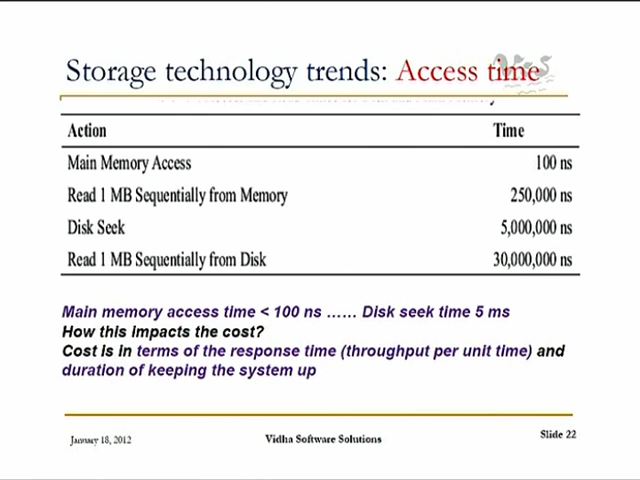 Storage technology trends: Access time
Action Time
Main Memory Access 100 ns
Read 1 MB Sequentially from Memory 250,000 ns
Disk Seek 5,000,000 ns
Read 1 MB Sequentially from Disk 30,000,000 ns
Main memory access time < 100 ns …… Disk seek time 5 ms
How this impacts the cost?
Cost is in terms of the response time (throughput per unit time) and
duration of keeping the system up
January 18, 2012 Vidha Software Solutions Slide 22